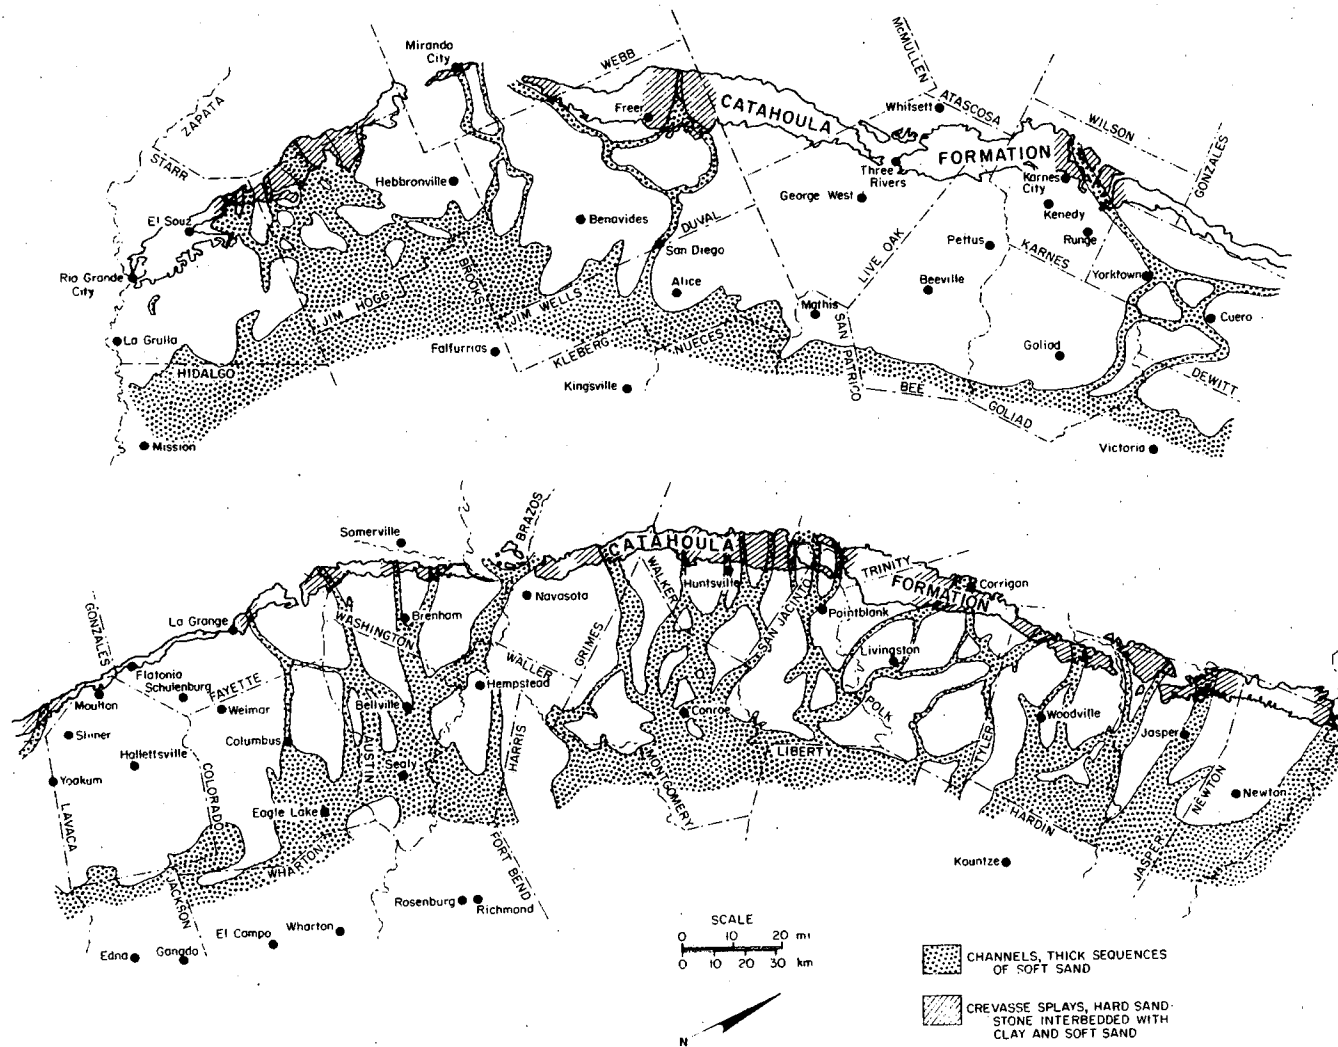 Mirando
City
WEBB
McMULLEN
ZAPATA
CATAHOULA
Whitsett
ATASCOSA
WILSON
Freer
STARR
FORMATION
GONZALES
Three
Rivers
Karnes
City
Hebbronville
George West
Kenedy
El Sauz
Benavides
DUVAL
LIVE OAK
Pettus
KARNES
Runge
San Diego
Rio Grande
City
BROOKS
Alice
Beeville
Yorktown
JIM HOGG
JIM WELLS
Mathis
SAN PATRICIO
Cuero
La Grulla
Falfurrias
KLEBERG
NUECES
Goliad
HIDALGO
Kingsville
BEE
GOLIAD
DEWITT
Mission
Victoria
Somerville
BRAZOS
CATAHOULA
WALKER
Huntsville
TRINITY
FORMATION
Corrigan
GONZALES
La Grange
WASHINGTON
Brenham
Navasota
GRIMES
SAN JACINTO
Pointblank
Livingston
Flatonia
Schulenburg
FAYETTE
WALLER
Hempstead
Moulton
Weimar
Bellville
Conroe
POLK
Woodville
Shiner
Columbus
AUSTIN
HARRIS
LIBERTY
TYLER
Jasper
Hallettsville
Sealy
MONTGOMERY
Yoakum
COLORADO
Eagle Lake
HARDIN
NEWTON
Newton
LAVACA
WHARTON
FORT BEND
JASPER
Kountze
JACKSON
Rosenburg
Richmond
El Campo
Wharton
Edna
Ganado
SCALE
0 10 20 mi
0 10 20 30 km
N
CHANNELS, THICK SEQUENCES
OF SOFT SAND
CREVASSE SPLAYS, HARD SAND-
STONE INTERBEDDED WITH
CLAY AND SOFT SAND